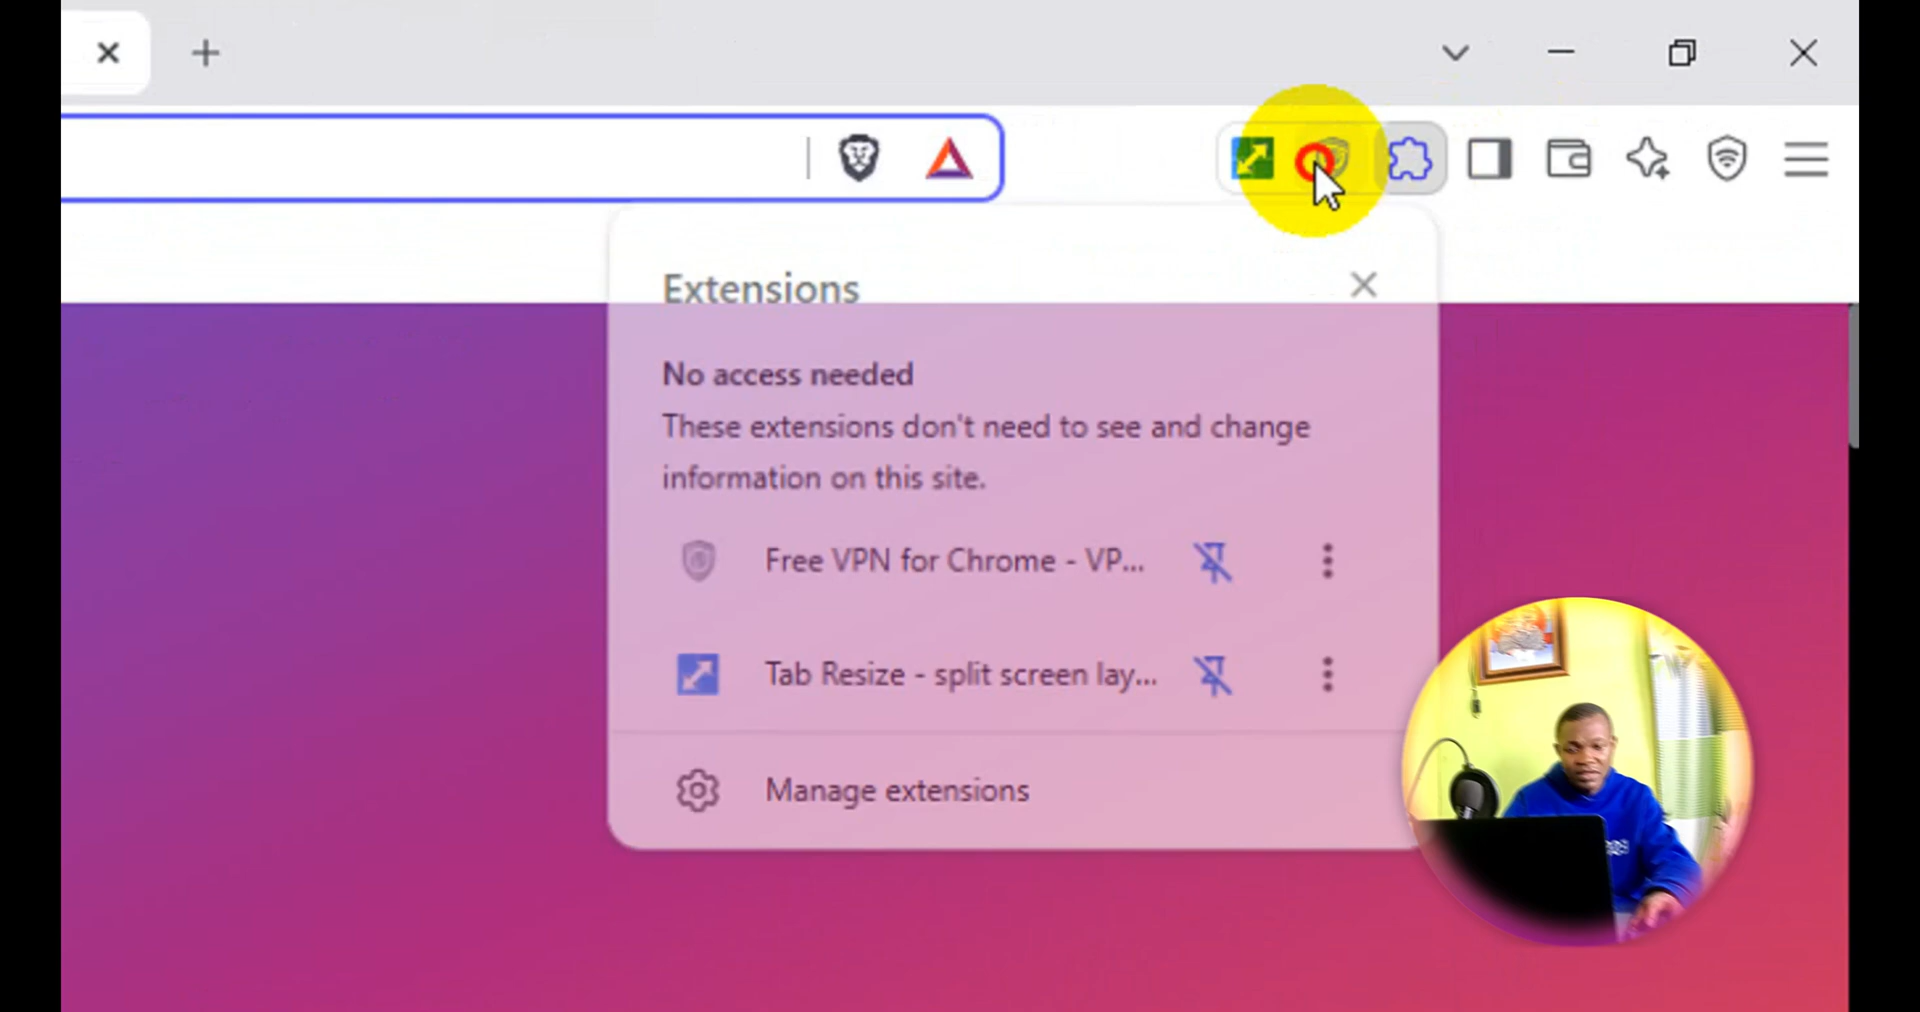 Extensions
No access needed
These extensions don't need to see and change
information on this site.
Free VPN for Chrome - VP...
Tab Resize - split screen lay...
Manage extensions